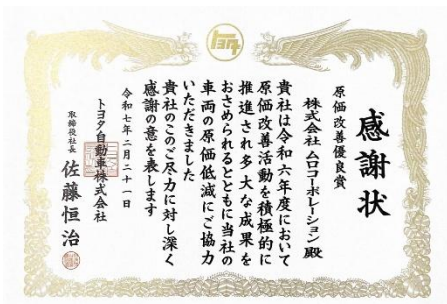 トヨタ
感謝状
原価改善優良賞
株式会社ムロコーポレーション殿
貴社は令和六年度において
原価改善活動を積極的に
推進され多大な成果を
おさめられるとともに当社の
車両の原価低減にご協力
いただきました
貴社のこのご尽力に対し深く
感謝の意を表します
令和七年二月二十一日
トヨタ自動車株式会社
取締役社長 佐藤恒治